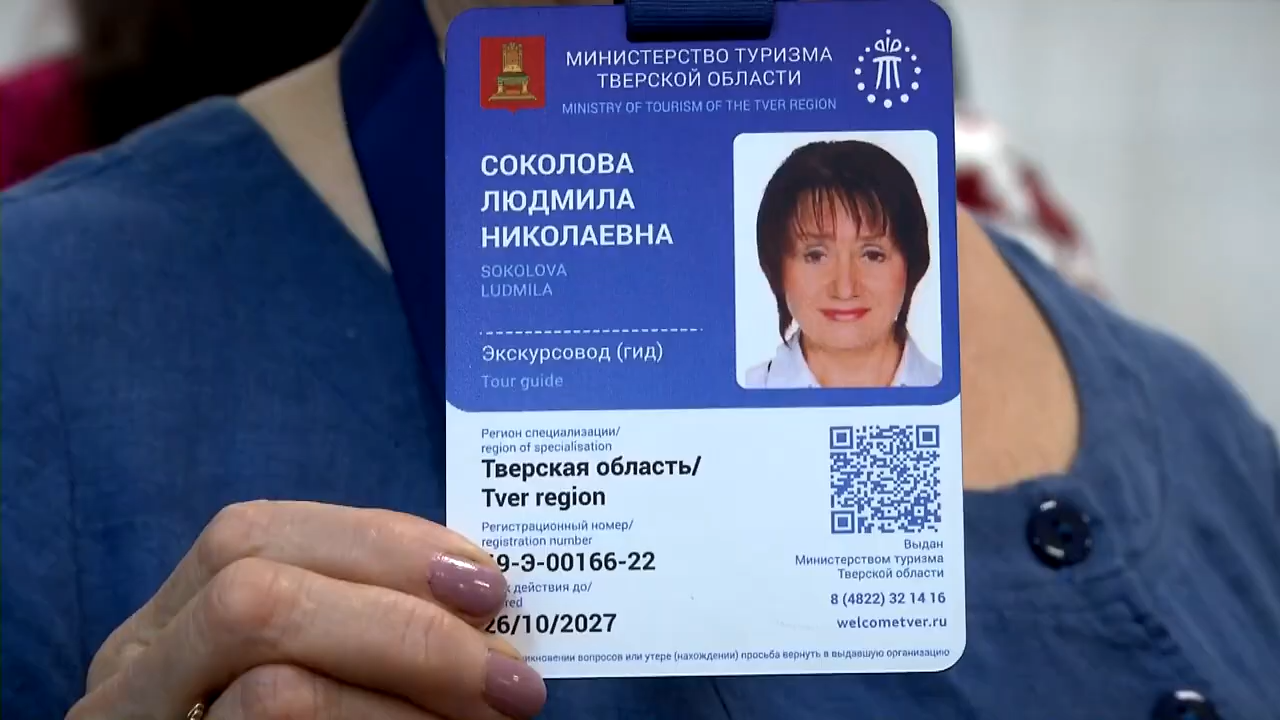 МИНИСТЕРСТВО ТУРИЗМА
ТВЕРСКОЙ ОБЛАСТИ
MINISTRY OF TOURISM OF THE TVER REGION
СОКОЛОВА
ЛЮДМИЛА
НИКОЛАЕВНА
SOKOLOVA
LUDMILA
Экскурсовод (гид)
Tour guide
Регион специализации/
region of specialisation
Тверская область/
Tver region
Регистрационный номер/
registration number
9-Э-00166-22
действия до/
26/10/2027
Выдан
Министерством туризма
Тверской области
8 (4822) 32 14 16
welcometver.ru
вопросов или утере (нахождении) просьба вернуть в выдавшую организацию